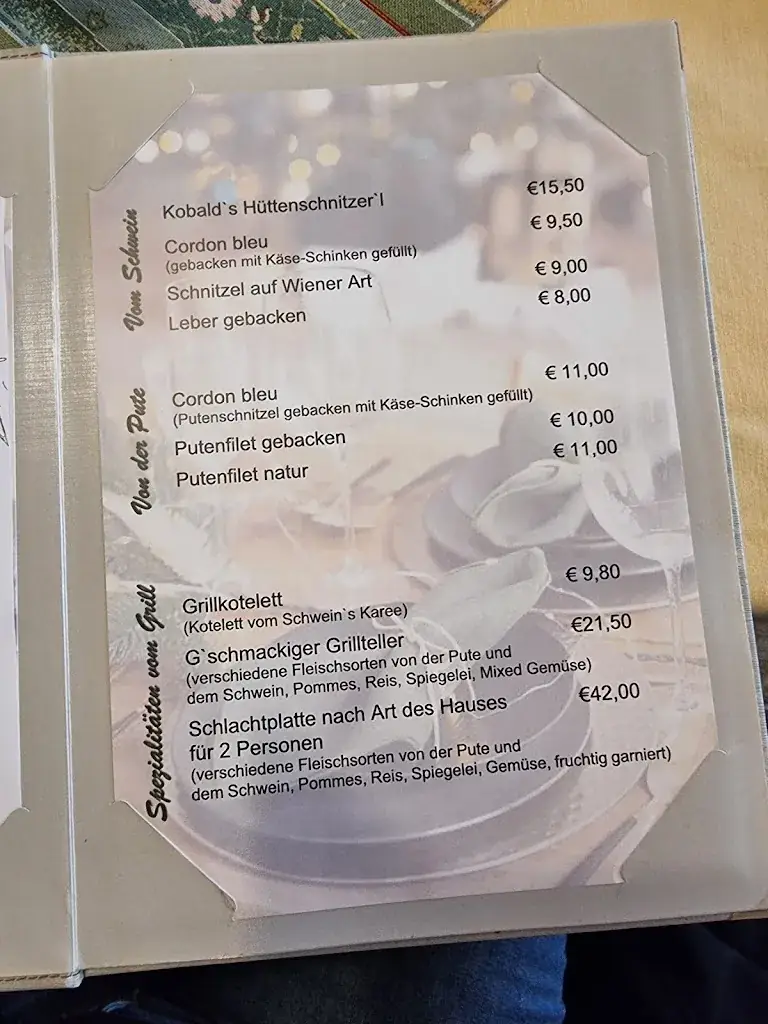 Vom Schwein
Kobald`s Hüttenschnitzer`l €15,50
Cordon bleu € 9,50
(gebacken mit Käse-Schinken gefüllt)
Schnitzel auf Wiener Art € 9,00
Leber gebacken € 8,00
Von der Pute
Cordon bleu € 11,00
(Putenschnitzel gebacken mit Käse-Schinken gefüllt)
Putenfilet gebacken € 10,00
Putenfilet natur € 11,00
Spezialitäten vom Grill
Grillkotelett € 9,80
(Kotelett vom Schwein`s Karee)
G`schmackiger Grillteller €21,50
(verschiedene Fleischsorten von der Pute und
dem Schwein, Pommes, Reis, Spiegelei, Mixed Gemüse)
Schlachtplatte nach Art des Hauses €42,00
für 2 Personen
(verschiedene Fleischsorten von der Pute und
dem Schwein, Pommes, Reis, Spiegelei, Gemüse, fruchtig garniert)